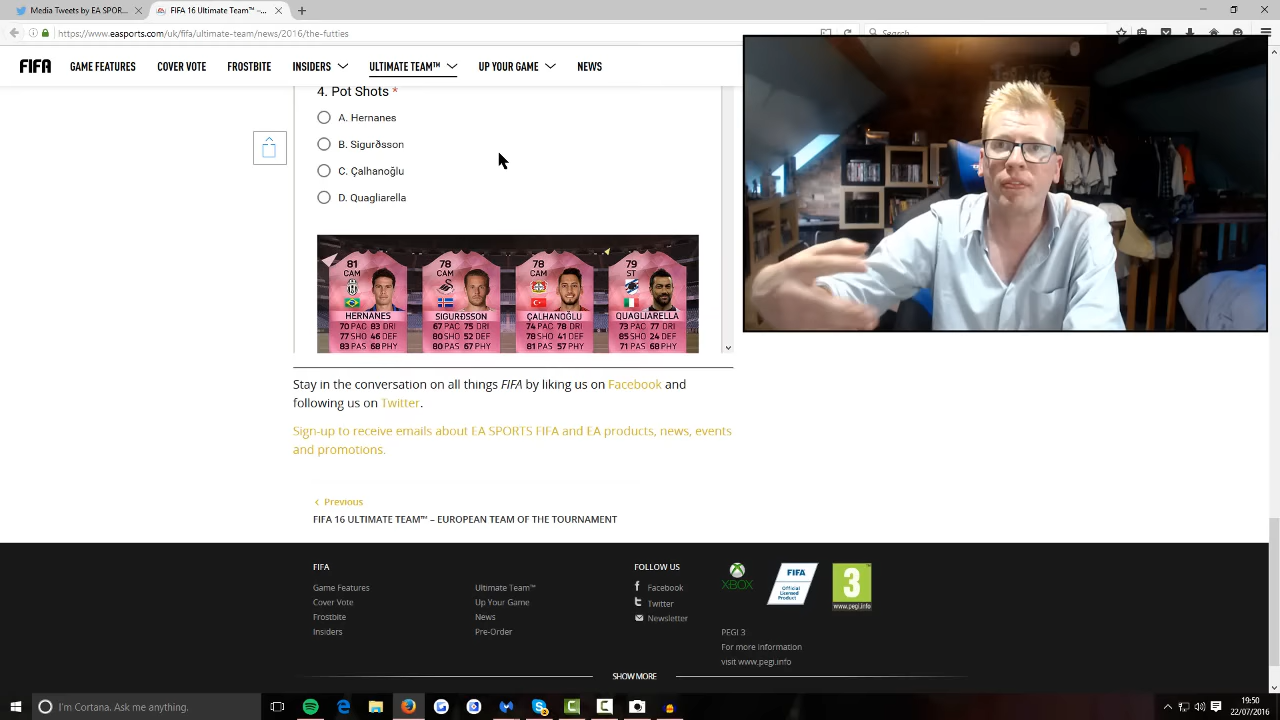 Media Tweets by EA SPOR...
FIFA 16 Ultimate Team™ -...
https://www.easports.com/uk/fifa/ultimate-team/news/2016/the-futties
Search
FIFA
GAME FEATURES
COVER VOTE
FROSTBITE
INSIDERS
ULTIMATE TEAM™
UP YOUR GAME
NEWS
4. Pot Shots *
A. Hernanes
B. Sigurðsson
C. Çalhanoğlu
D. Quagliarella
81 CAM
HERNANES
70 PAC 83 DRI
77 SHO 46 DEF
83 PAS 68 PHY
78 CAM
SIGURÐSSON
67 PAC 75 DRI
80 SHO 52 DEF
80 PAS 67 PHY
78 CAM
ÇALHANOĞLU
74 PAC 78 DRI
78 SHO 41 DEF
81 PAS 57 PHY
79 ST
QUAGLIARELLA
73 PAC 77 DRI
85 SHO 24 DEF
71 PAS 68 PHY
Stay in the conversation on all things FIFA by liking us on Facebook and
following us on Twitter.
Sign-up to receive emails about EA SPORTS FIFA and EA products, news, events
and promotions.
Previous
FIFA 16 ULTIMATE TEAM™ – EUROPEAN TEAM OF THE TOURNAMENT
FIFA
Game Features
Cover Vote
Frostbite
Insiders
Ultimate Team™
Up Your Game
News
Pre-Order
FOLLOW US
Facebook
Twitter
Newsletter
XBOX
FIFA
Official
Licensed
Product
3
www.pegi.info
PEGI 3
For more information
visit www.pegi.info
SHOW MORE
I'm Cortana. Ask me anything.
19:50
22/07/2016